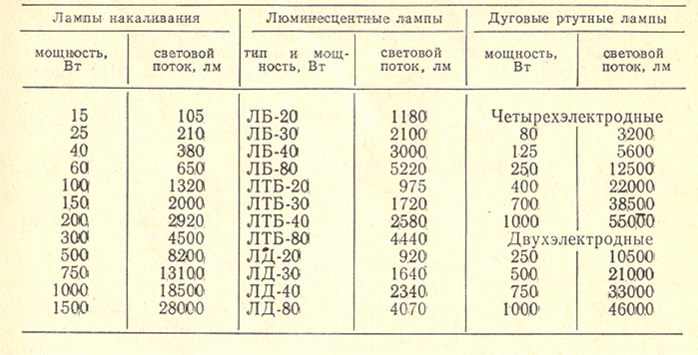 Лампы накаливания Люминесцентные лампы Дуговые ртутные лампы
мощность, Вт световой поток, лм тип и мощ- ность, Вт световой поток, лм мощность, Вт световой поток, лм
15 105 ЛБ-20 1180 Четырехэлектродные
25 210 ЛБ-30 2100 80 3200
40 380 ЛБ-40 3000 125 5600
60 650 ЛБ-80 5220 250 12500
100 1320 ЛТБ-20 975 400 22000
150 2000 ЛТБ-30 1720 700 38500
200 2920 ЛТБ-40 2580 1000 55000
300 4500 ЛТБ-80 4440 Двухэлектродные
500 8200 ЛД-20 920 250 10500
750 13100 ЛД-30 1640 500 21000
1000 18500 ЛД-40 2340 750 33000
1500 28000 ЛД-80 4070 1000 46000